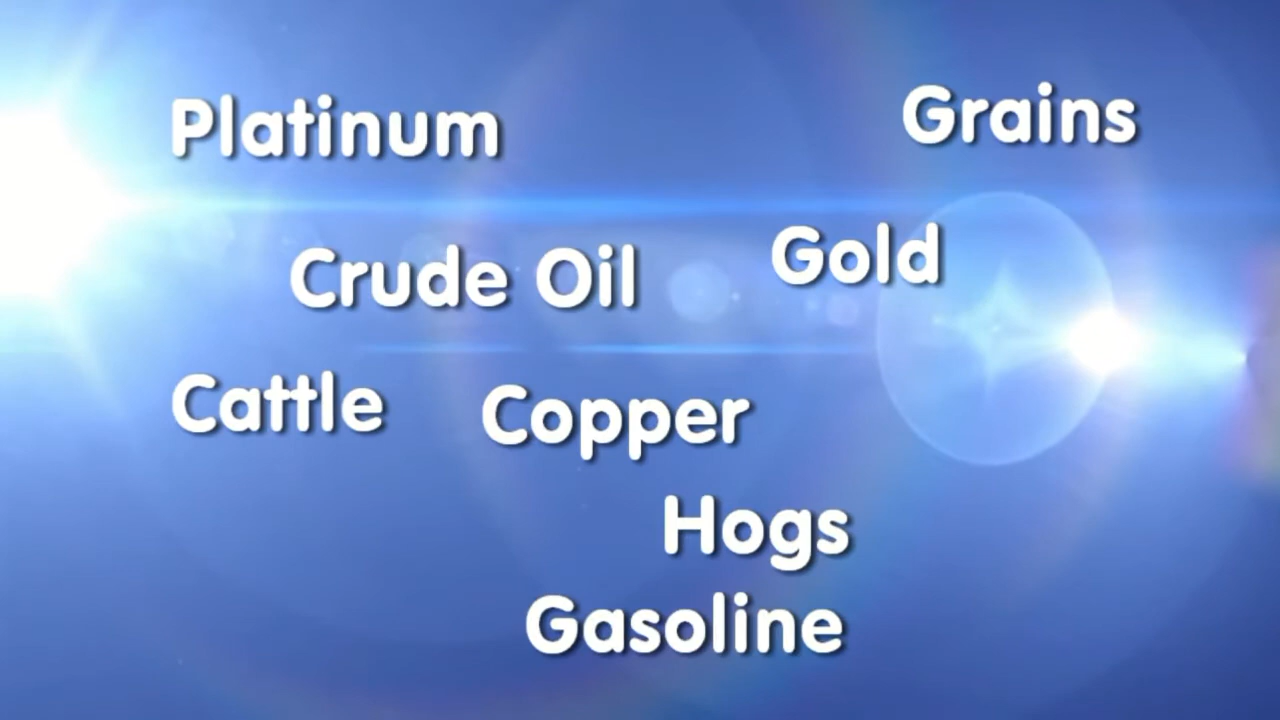 Platinum
Grains
Crude Oil
Gold
Cattle
Copper
Hogs
Gasoline